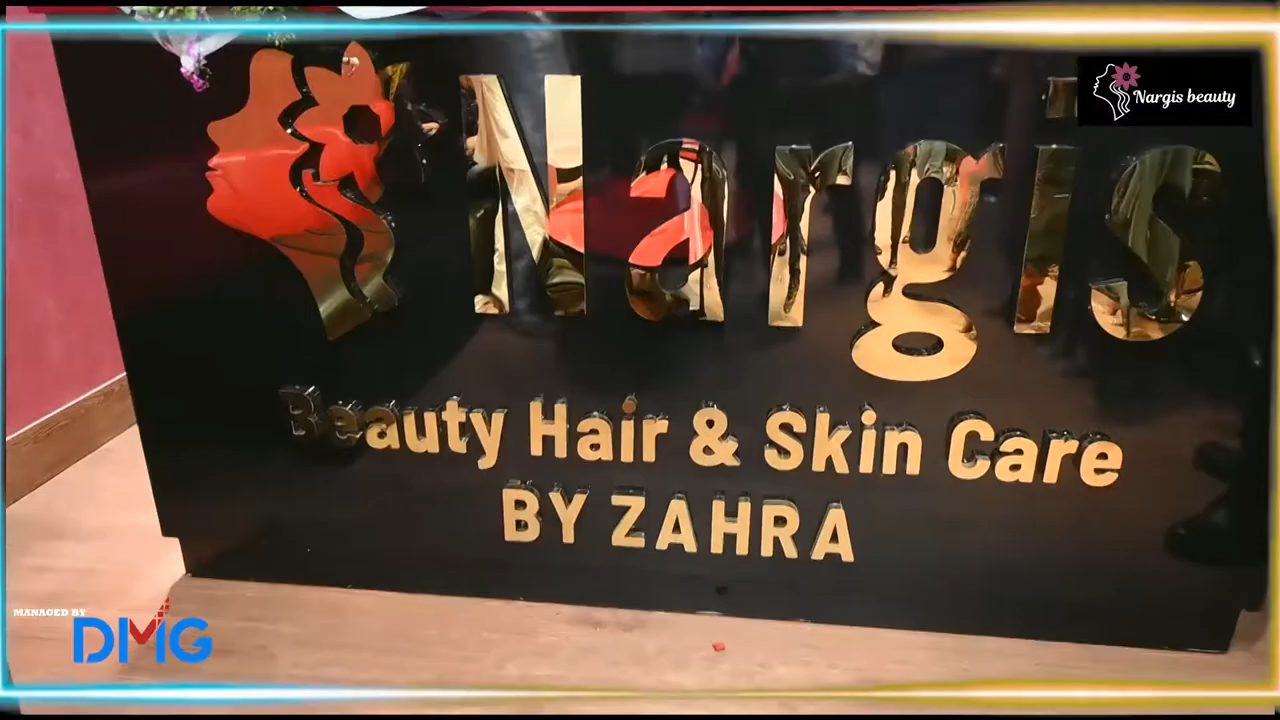 Nargis beauty
Nargis
Beauty Hair & Skin Care
BY ZAHRA
MANAGED BY
DMG